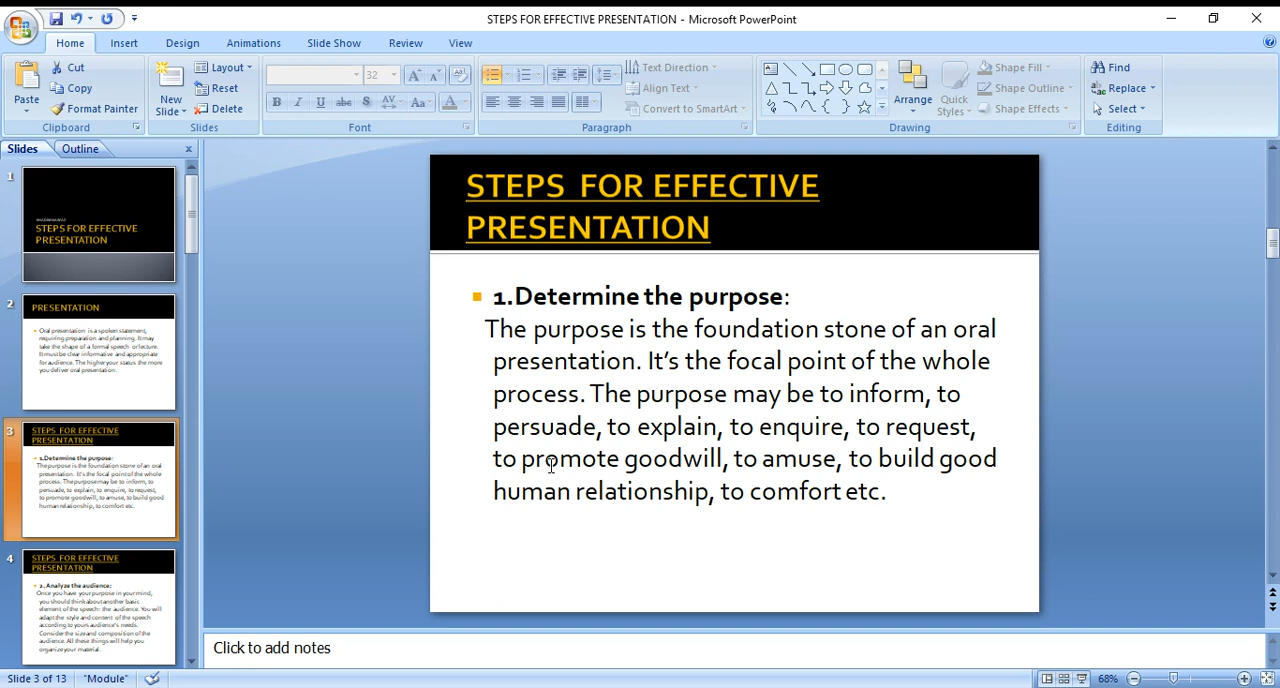 STEPS FOR EFFECTIVE PRESENTATION - Microsoft PowerPoint
Home Insert Design Animations Slide Show Review View
Paste
Cut
Copy
Format Painter
Clipboard
New
Slide
Layout
Reset
Delete
Slides
32
B I U abc S AV Aa A
Font
Text Direction
Align Text
Convert to SmartArt
Paragraph
Arrange
Quick
Styles
Shape Fill
Shape Outline
Shape Effects
Drawing
Find
Replace
Select
Editing
Slides Outline
1
STEPS FOR EFFECTIVE
PRESENTATION
2
PRESENTATION
Oral presentation is a spoken statement,
requiring preparation and planning. It may
take the shape of a formal speech or lecture.
It must be clear informative and appropriate
for audience. The higher your status the more
you deliver oral presentation.
3
STEPS FOR EFFECTIVE
PRESENTATION
1.Determine the purpose:
The purpose is the foundation stone of an oral
presentation. It's the focal point of the whole
process. The purpose may be to inform, to
persuade, to explain, to enquire, to request,
to promote goodwill, to amuse, to build good
human relationship, to comfort etc.
4
STEPS FOR EFFECTIVE
PRESENTATION
2. Analyze the audience:
Once you have your purpose in your mind,
you should think about another basic
element of the speech: the audience. You will
adapt the style and content of the speech
according to yours audience's needs.
Consider the size and composition of the
audience. All these things will help you
organize your material.
STEPS FOR EFFECTIVE
PRESENTATION
1.Determine the purpose:
The purpose is the foundation stone of an oral
presentation. It's the focal point of the whole
process. The purpose may be to inform, to
persuade, to explain, to enquire, to request,
to promote goodwill, to amuse, to build good
human relationship, to comfort etc.
Click to add notes
Slide 3 of 13 "Module" 68%